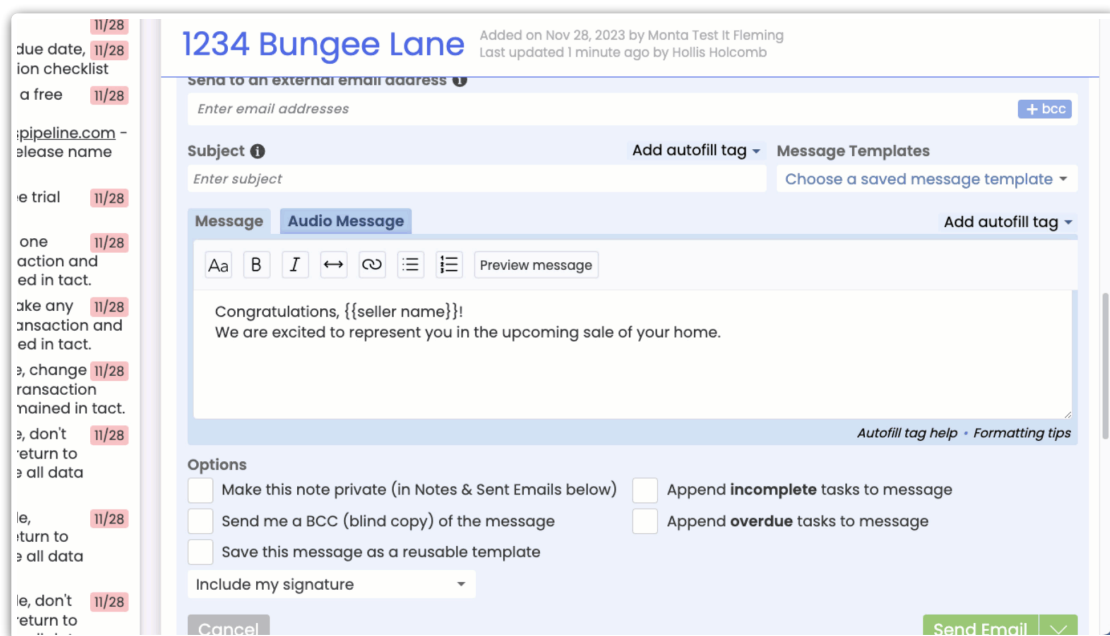 11/28
due date, 11/28
ion checklist
a free 11/28
pipeline.com -
elease name
e trial 11/28
one 11/28
action and
ed in tact.
ake any 11/28
ansaction and
ed in tact.
e, change 11/28
ransaction
mained in tact.
e, don't 11/28
return to
e all data
le, 11/28
eturn to
e all data
le, don't 11/28
return to
1234 Bungee Lane
Added on Nov 28, 2023 by Monta Test It Fleming
Last updated 1 minute ago by Hollis Holcomb
Send to an external email address
Enter email addresses
+ bcc
Subject
Add autofill tag
Message Templates
Enter subject
Choose a saved message template
Message
Audio Message
Add autofill tag
Aa B I Preview message
Congratulations, {{seller name}}!
We are excited to represent you in the upcoming sale of your home.
Autofill tag help • Formatting tips
Options
Make this note private (in Notes & Sent Emails below)
Append incomplete tasks to message
Send me a BCC (blind copy) of the message
Append overdue tasks to message
Save this message as a reusable template
Include my signature
Cancel
Send Email